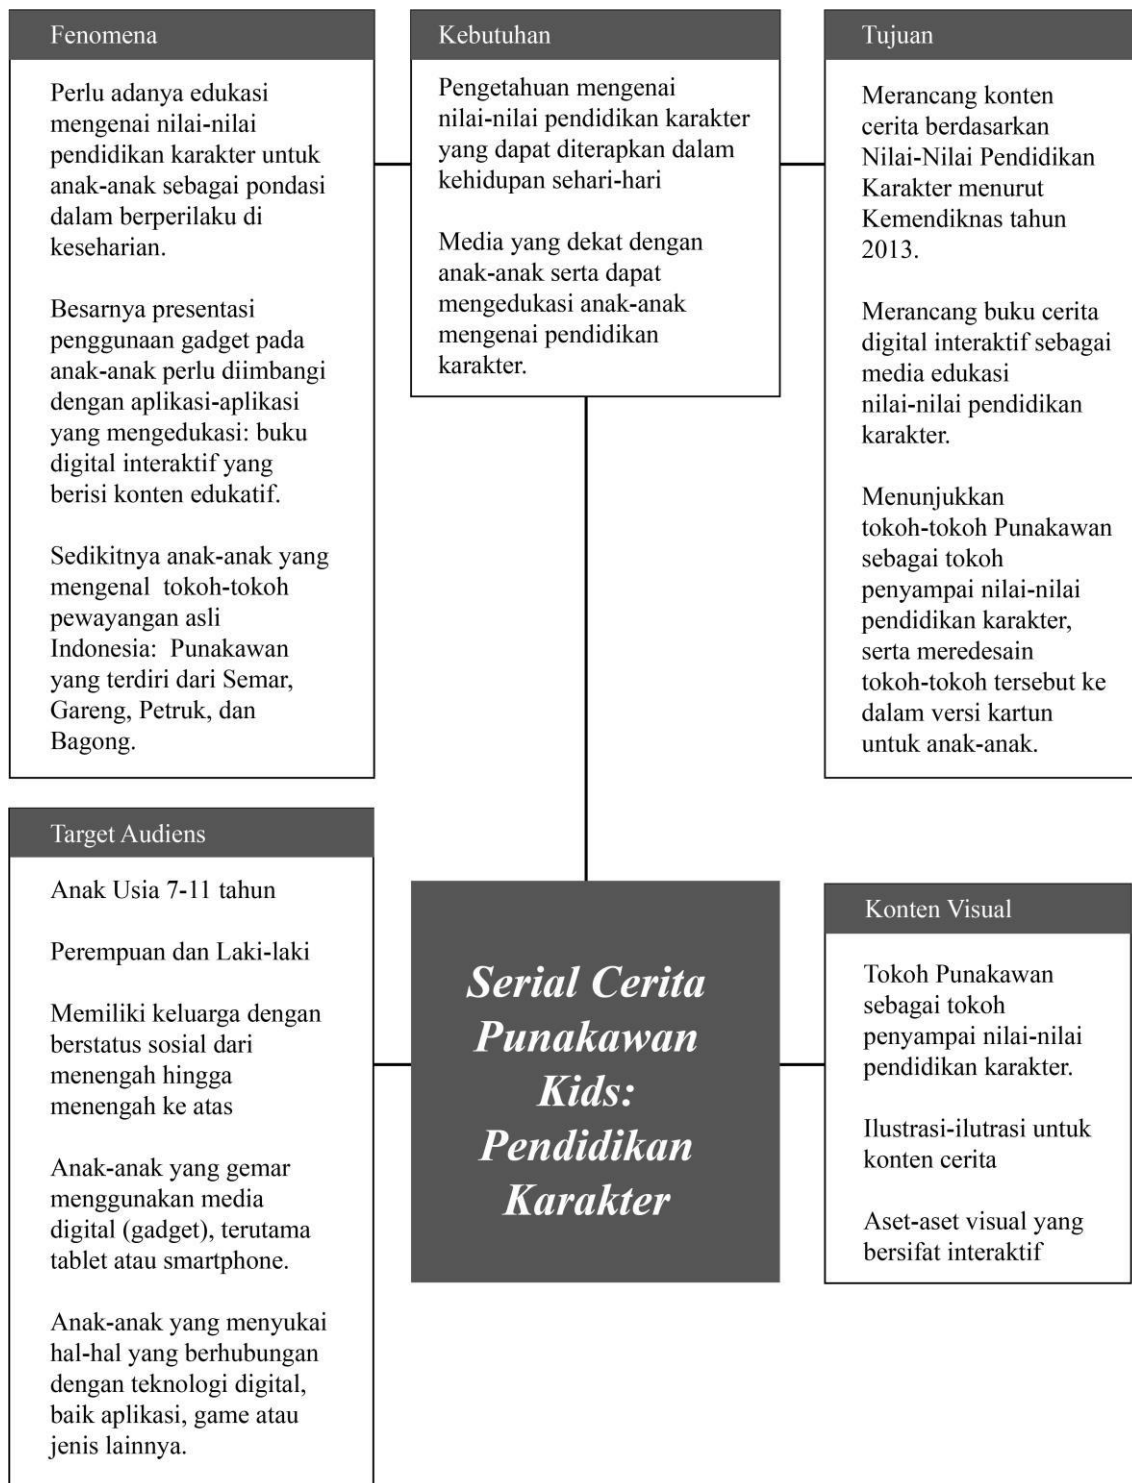 Fenomena
Perlu adanya edukasi
mengenai nilai-nilai
pendidikan karakter untuk
anak-anak sebagai pondasi
dalam berperilaku di
keseharian.
Besarnya presentasi
penggunaan gadget pada
anak-anak perlu diimbangi
dengan aplikasi-aplikasi
yang mengedukasi: buku
digital interaktif yang
berisi konten edukatif.
Sedikitnya anak-anak yang
mengenal tokoh-tokoh
pewayangan asli
Indonesia: Punakawan
yang terdiri dari Semar,
Gareng, Petruk, dan
Bagong.
Kebutuhan
Pengetahuan mengenai
nilai-nilai pendidikan karakter
yang dapat diterapkan dalam
kehidupan sehari-hari
Media yang dekat dengan
anak-anak serta dapat
mengedukasi anak-anak
mengenai pendidikan
karakter.
Tujuan
Merancang konten
cerita berdasarkan
Nilai-Nilai Pendidikan
Karakter menurut
Kemendiknas tahun
2013.
Merancang buku cerita
digital interaktif sebagai
media edukasi
nilai-nilai pendidikan
karakter.
Menunjukkan
tokoh-tokoh Punakawan
sebagai tokoh
penyampai nilai-nilai
pendidikan karakter,
serta meredesain
tokoh-tokoh tersebut ke
dalam versi kartun
untuk anak-anak.
Target Audiens
Anak Usia 7-11 tahun
Perempuan dan Laki-laki
Memiliki keluarga dengan
berstatus sosial dari
menengah hingga
menengah ke atas
Anak-anak yang gemar
menggunakan media
digital (gadget), terutama
tablet atau smartphone.
Anak-anak yang menyukai
hal-hal yang berhubungan
dengan teknologi digital,
baik aplikasi, game atau
jenis lainnya.
Serial Cerita
Punakawan
Kids:
Pendidikan
Karakter
Konten Visual
Tokoh Punakawan
sebagai tokoh
penyampai nilai-nilai
pendidikan karakter.
Ilustrasi-ilutrasi untuk
konten cerita
Aset-aset visual yang
bersifat interaktif